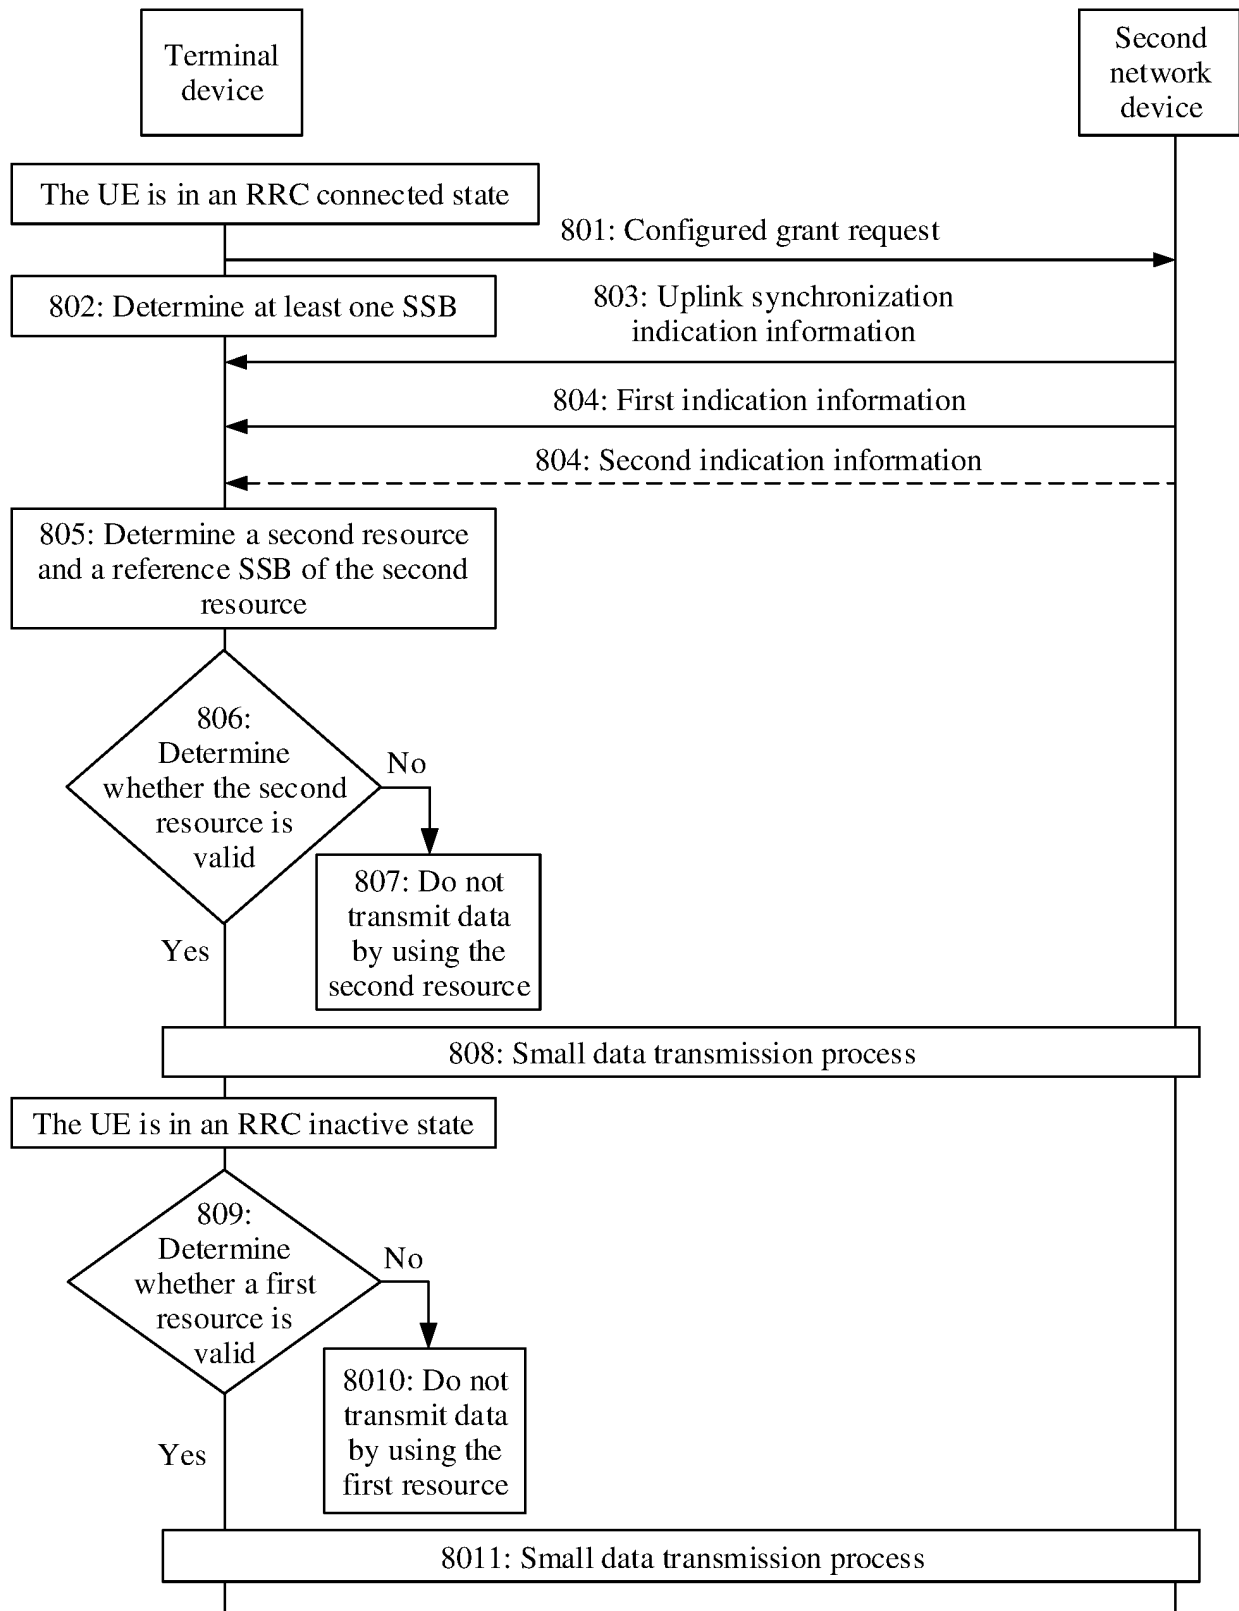 Terminal
device
Second
network
device
The UE is in an RRC connected state
801: Configured grant request
802: Determine at least one SSB
803: Uplink synchronization
indication information
804: First indication information
804: Second indication information
805: Determine a second resource
and a reference SSB of the second
resource
806:
Determine
whether the second
resource is
valid
No
807: Do not
transmit data
by using the
second resource
Yes
808: Small data transmission process
The UE is in an RRC inactive state
809:
Determine
whether a first
resource is
valid
No
8010: Do not
transmit data
by using the
first resource
Yes
8011: Small data transmission process